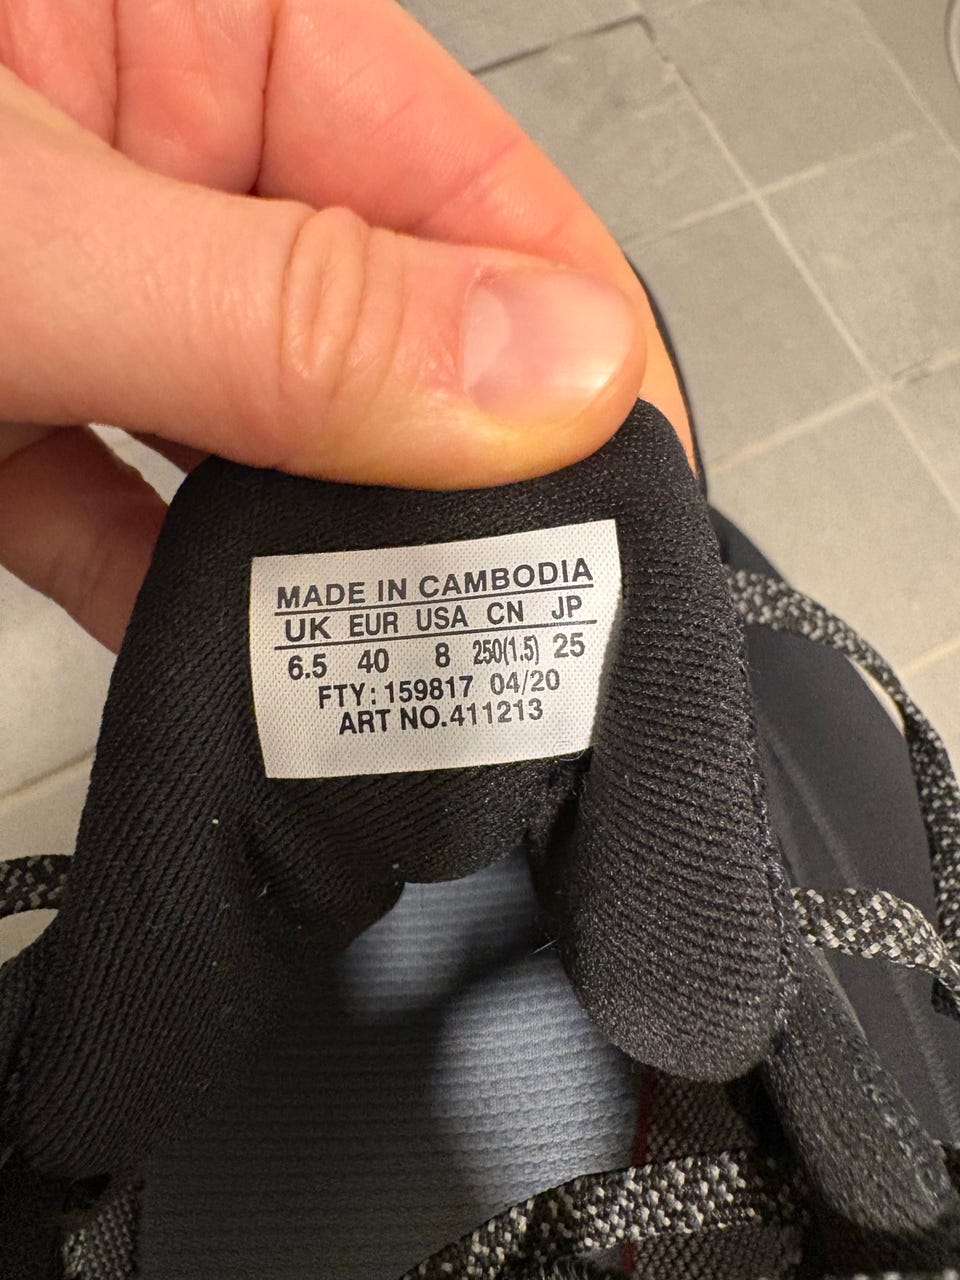 MADE IN CAMBODIA
UK EUR USA CN JP
6.5 40 8 250(1.5) 25
FTY: 159817 04/20
ART NO.411213